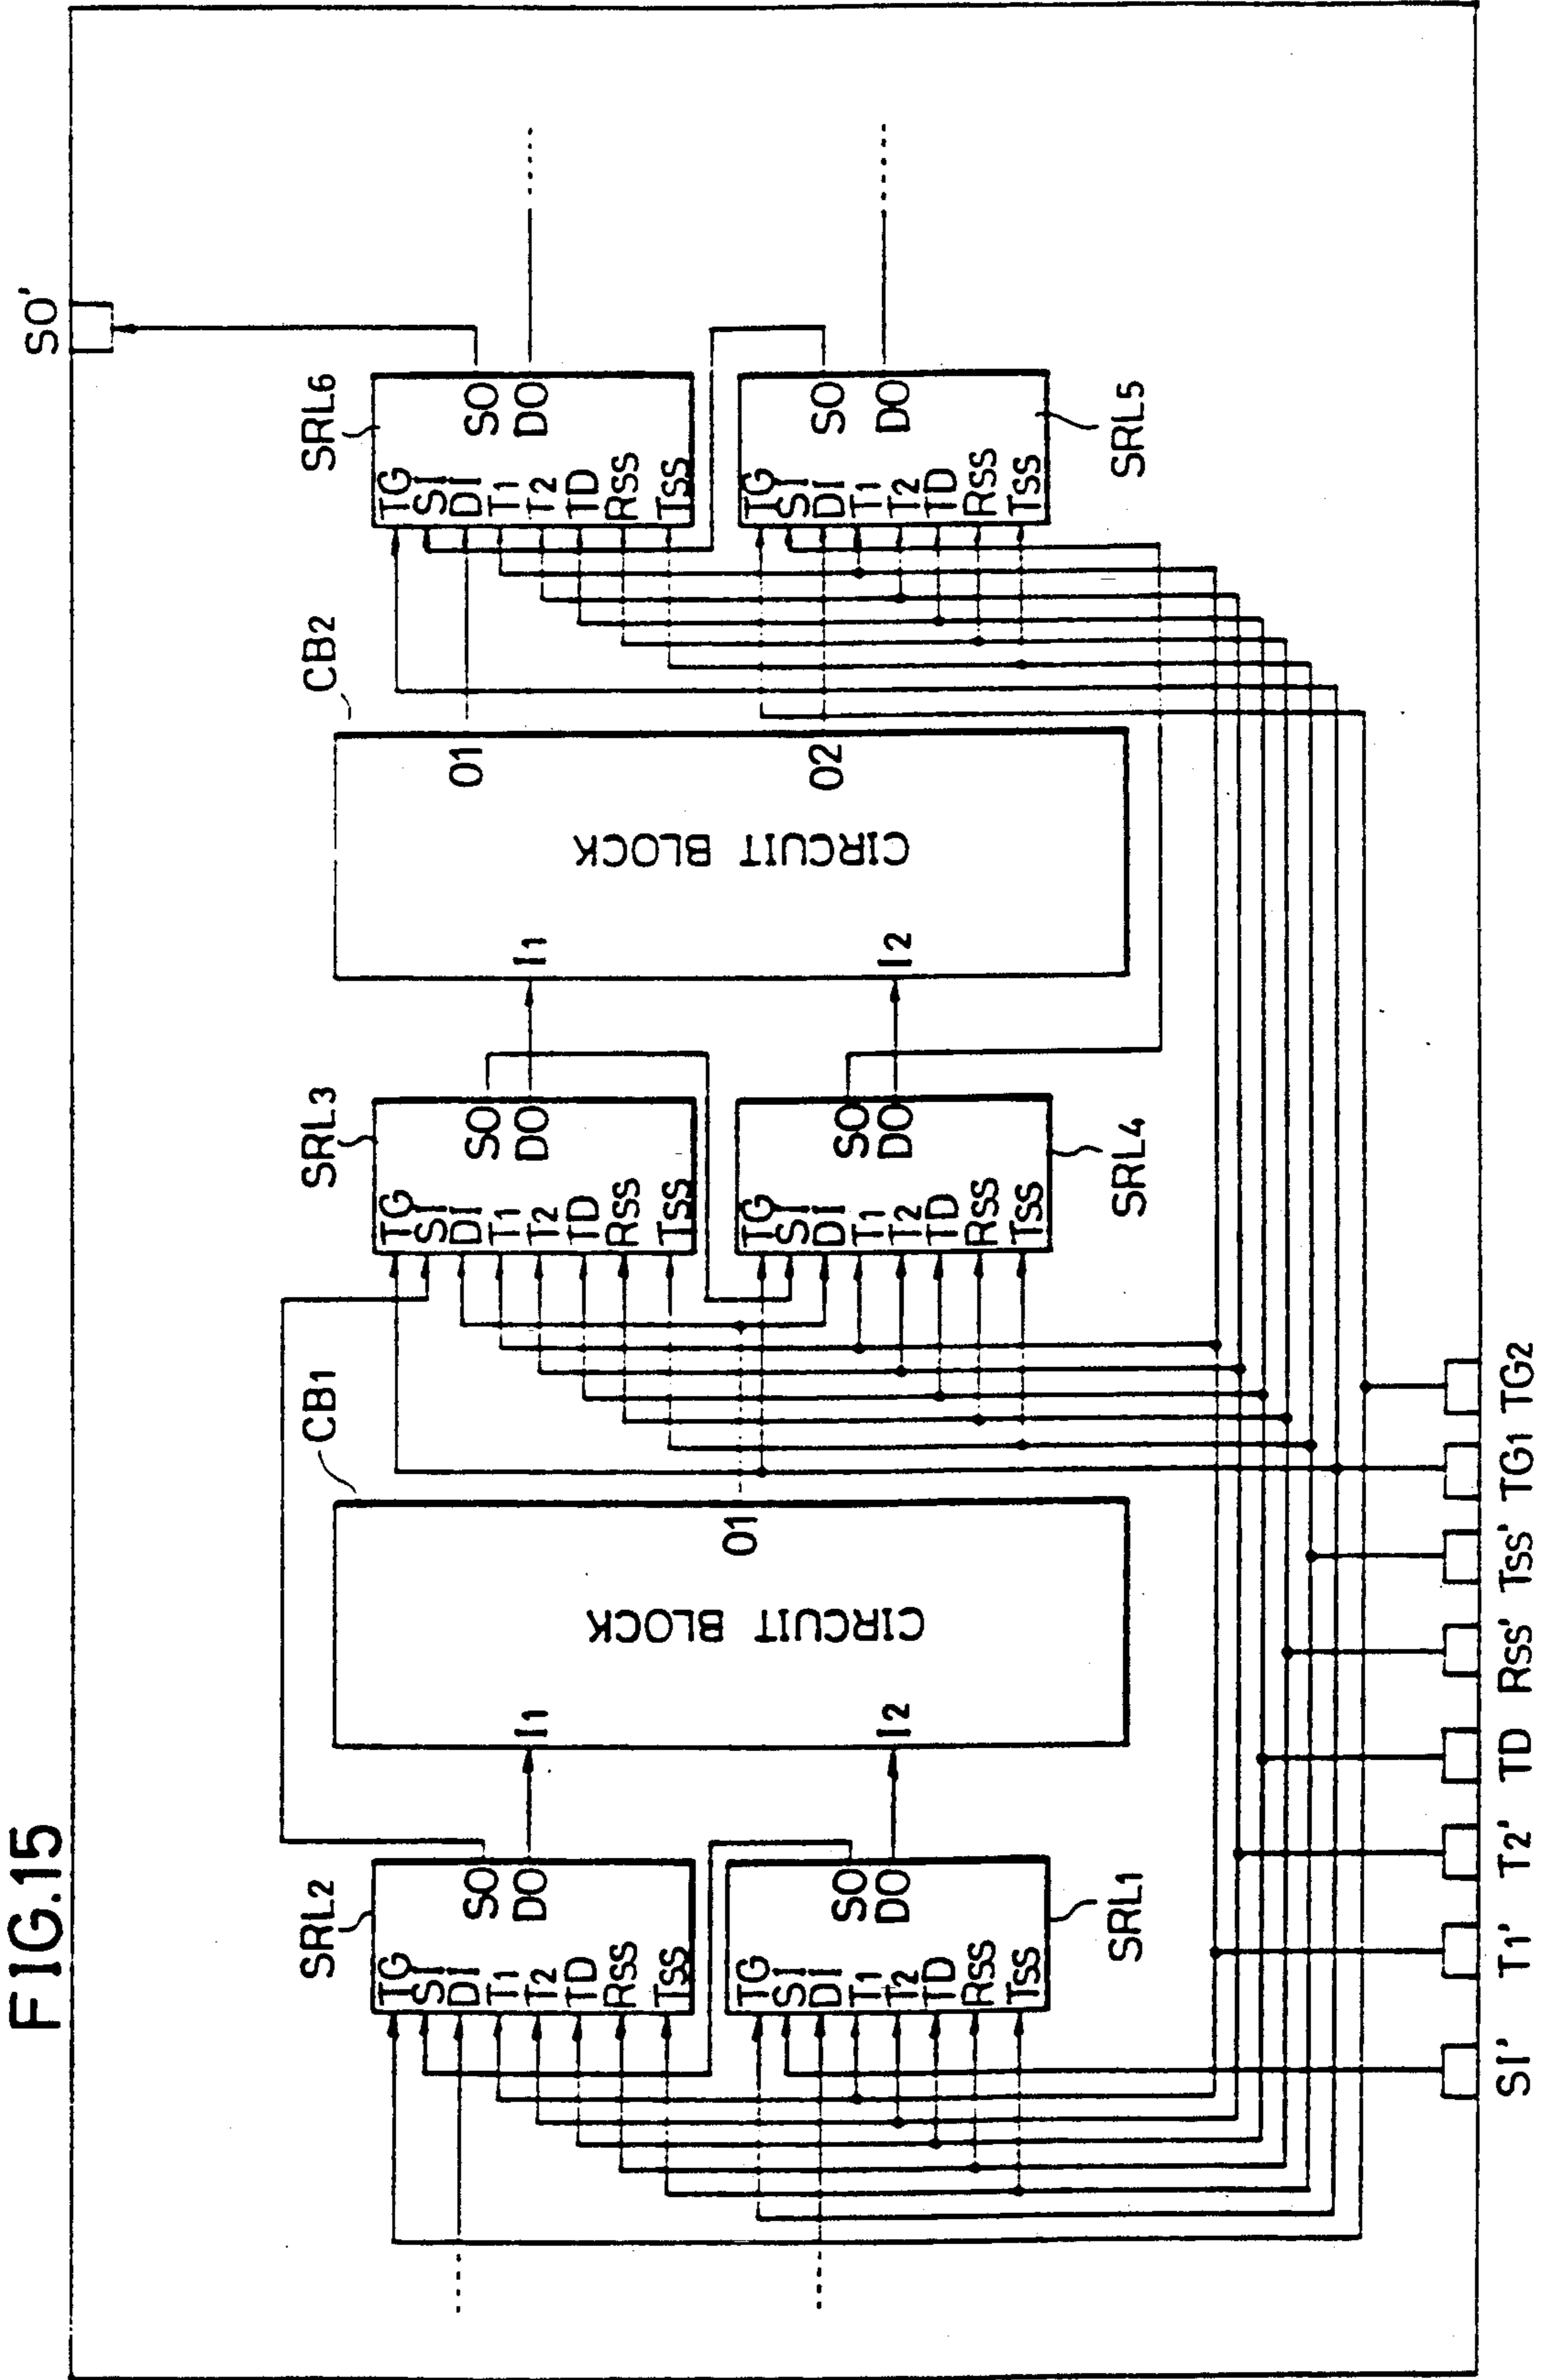 FIG.15
SO'
SRL2
TG
SI
DI
T1
T2
TD
RSS
TSS
SO
DO
SRL1
TG
SI
DI
T1
T2
TD
RSS
TSS
SO
DO
CB1
I1
I2
CIRCUIT BLOCK
O1
SRL3
TG
SI
DI
T1
T2
TD
RSS
TSS
SO
DO
SRL4
TG
SI
DI
T1
T2
TD
RSS
TSS
SO
DO
CB2
I1
I2
CIRCUIT BLOCK
O1
O2
SRL6
TG
SI
DI
T1
T2
TD
RSS
TSS
SO
DO
SRL5
TG
SI
DI
T1
T2
TD
RSS
TSS
SO
DO
SI' T1' T2' TD RSS' TSS' TG1 TG2